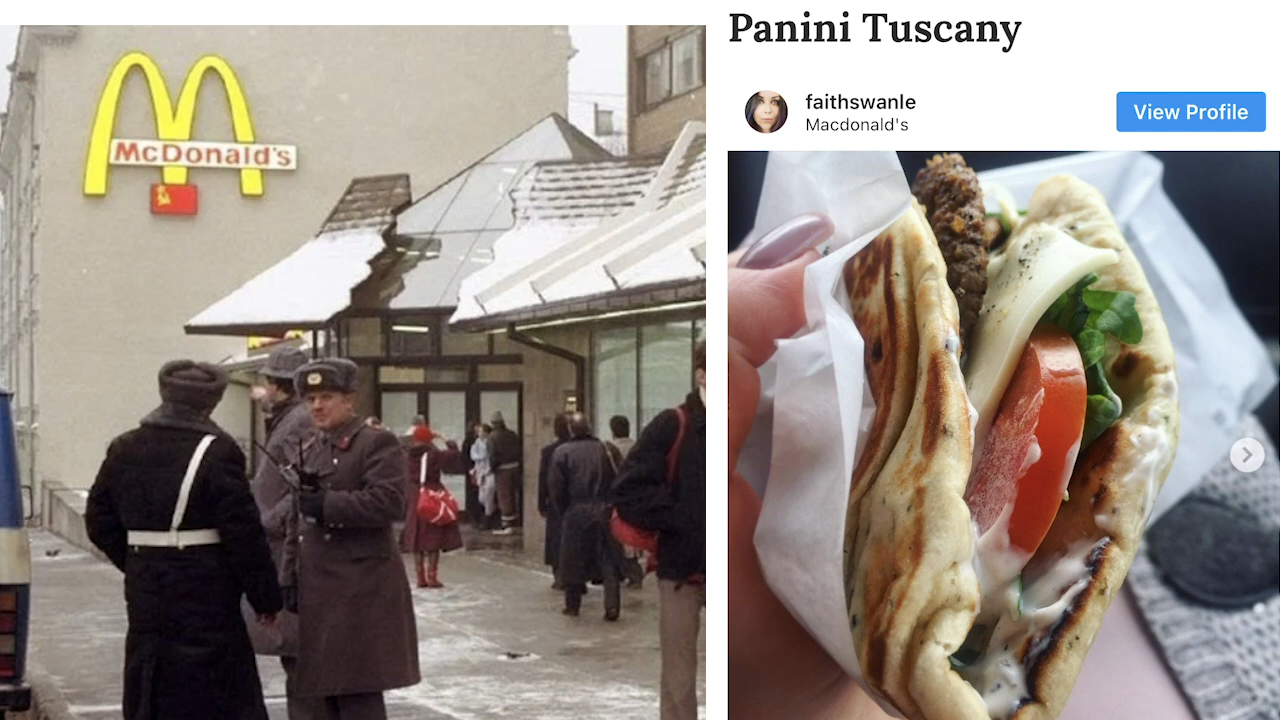 McDonald's
Panini Tuscany
faithswanle
Macdonald's
View Profile